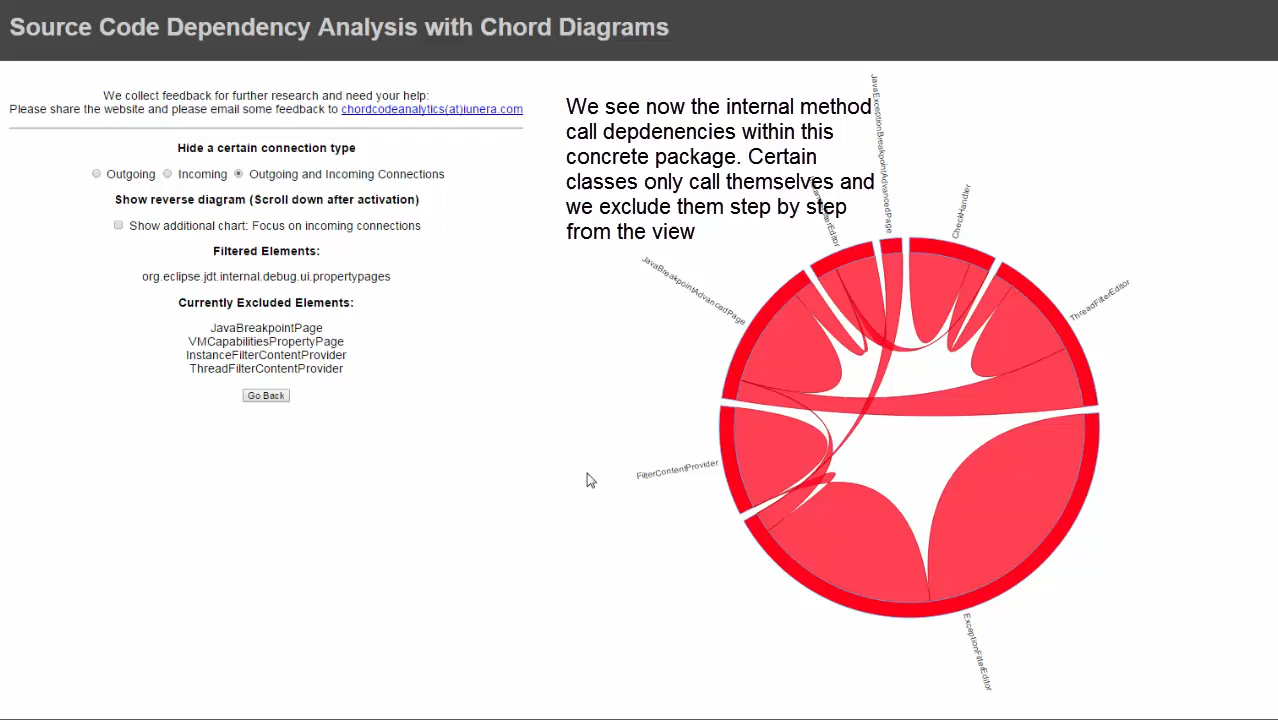 Source Code Dependency Analysis with Chord Diagrams
We collect feedback for further research and need your help:
Please share the website and please email some feedback to chordcodeanalytics(at)iunera.com
Hide a certain connection type
Outgoing Incoming Outgoing and Incoming Connections
Show reverse diagram (Scroll down after activation)
Show additional chart: Focus on incoming connections
Filtered Elements:
org.eclipse.jdt.internal.debug.ui.propertypages
Currently Excluded Elements:
JavaBreakpointPage
VMCapabilitiesPropertyPage
InstanceFilterContentProvider
ThreadFilterContentProvider
Go Back
We see now the internal method
call depdenencies within this
concrete package. Certain
classes only call themselves and
we exclude them step by step
from the view
JavaExceptionBreakpointAdvancedPage
CheckHandler
ThreadFilterEditor
JavaBreakpointAdvancedPage
FilterContentProvider
ExceptionFilterEditor